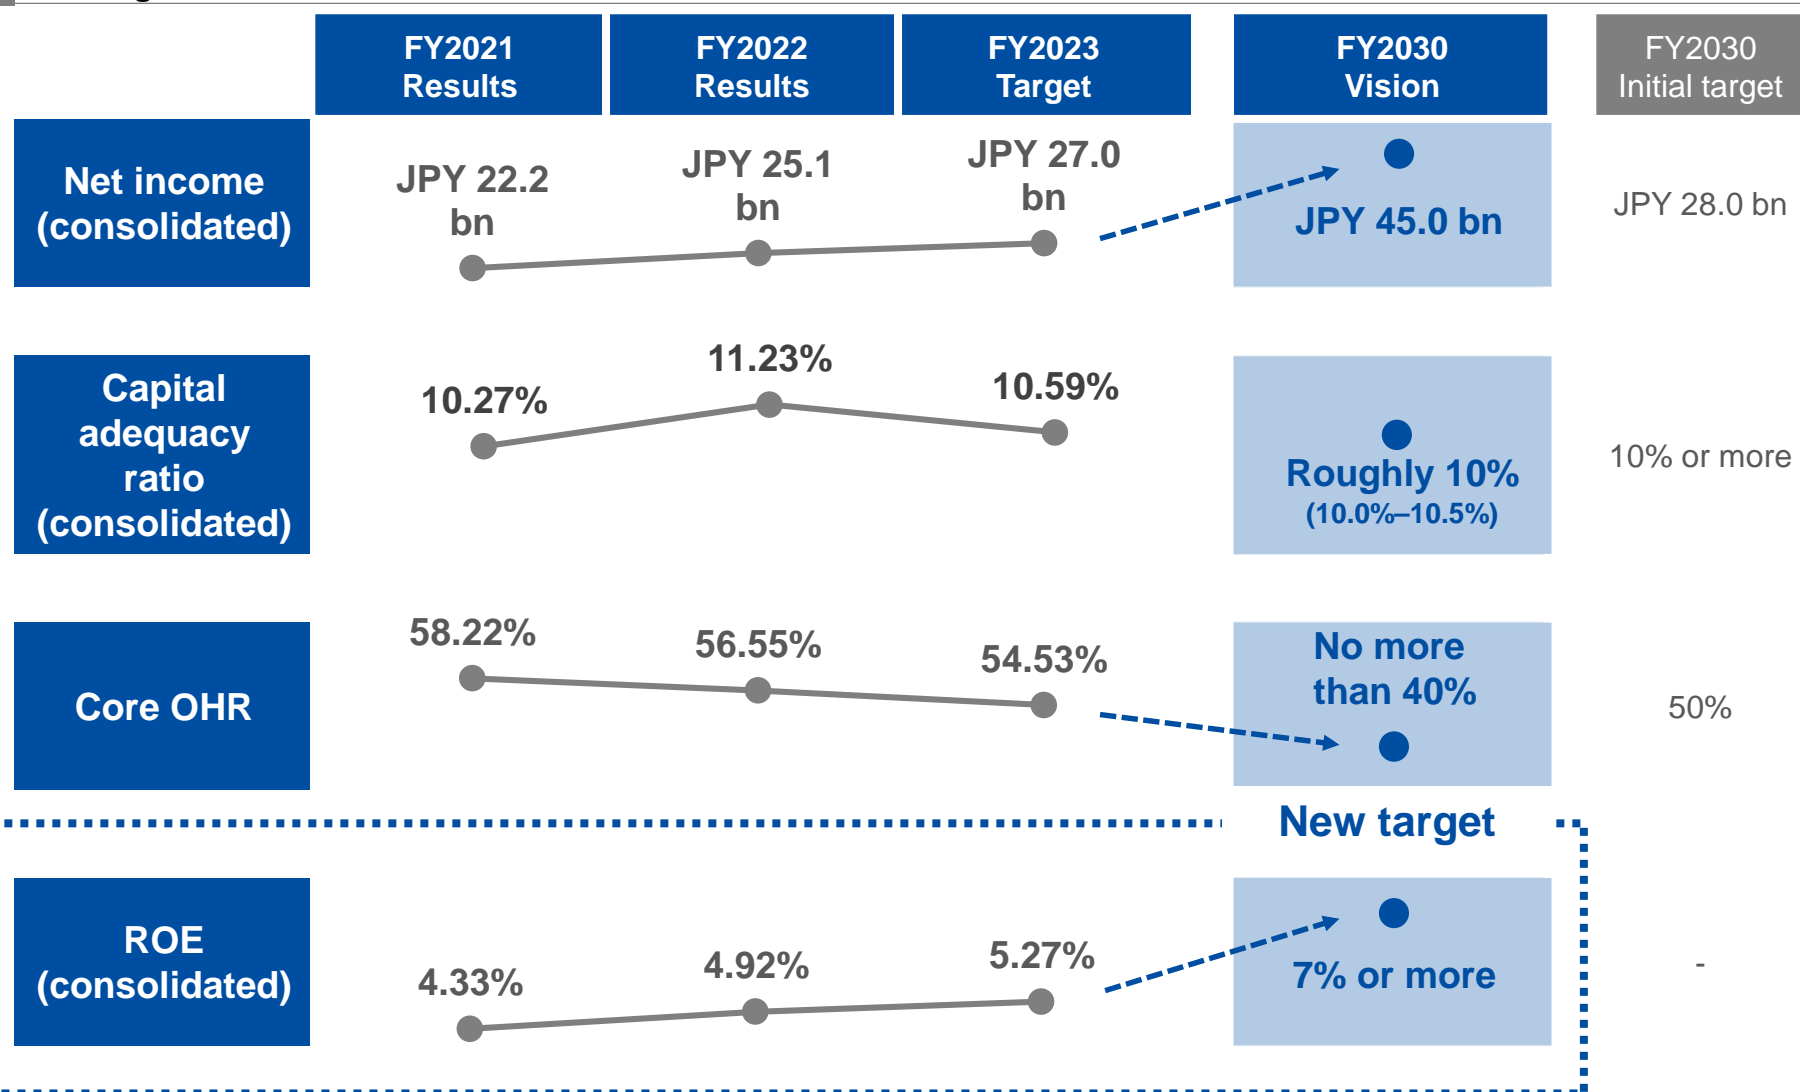 FY2021
Results
FY2022
Results
FY2023
Target
FY2030
Vision
FY2030
Initial target
Net income
(consolidated)
JPY 22.2
bn
JPY 25.1
bn
JPY 27.0
bn
JPY 45.0 bn
JPY 28.0 bn
Capital
adequacy
ratio
(consolidated)
10.27%
11.23%
10.59%
Roughly 10%
(10.0%–10.5%)
10% or more
Core OHR
58.22%
56.55%
54.53%
No more
than 40%
50%
New target
ROE
(consolidated)
4.33%
4.92%
5.27%
7% or more
-